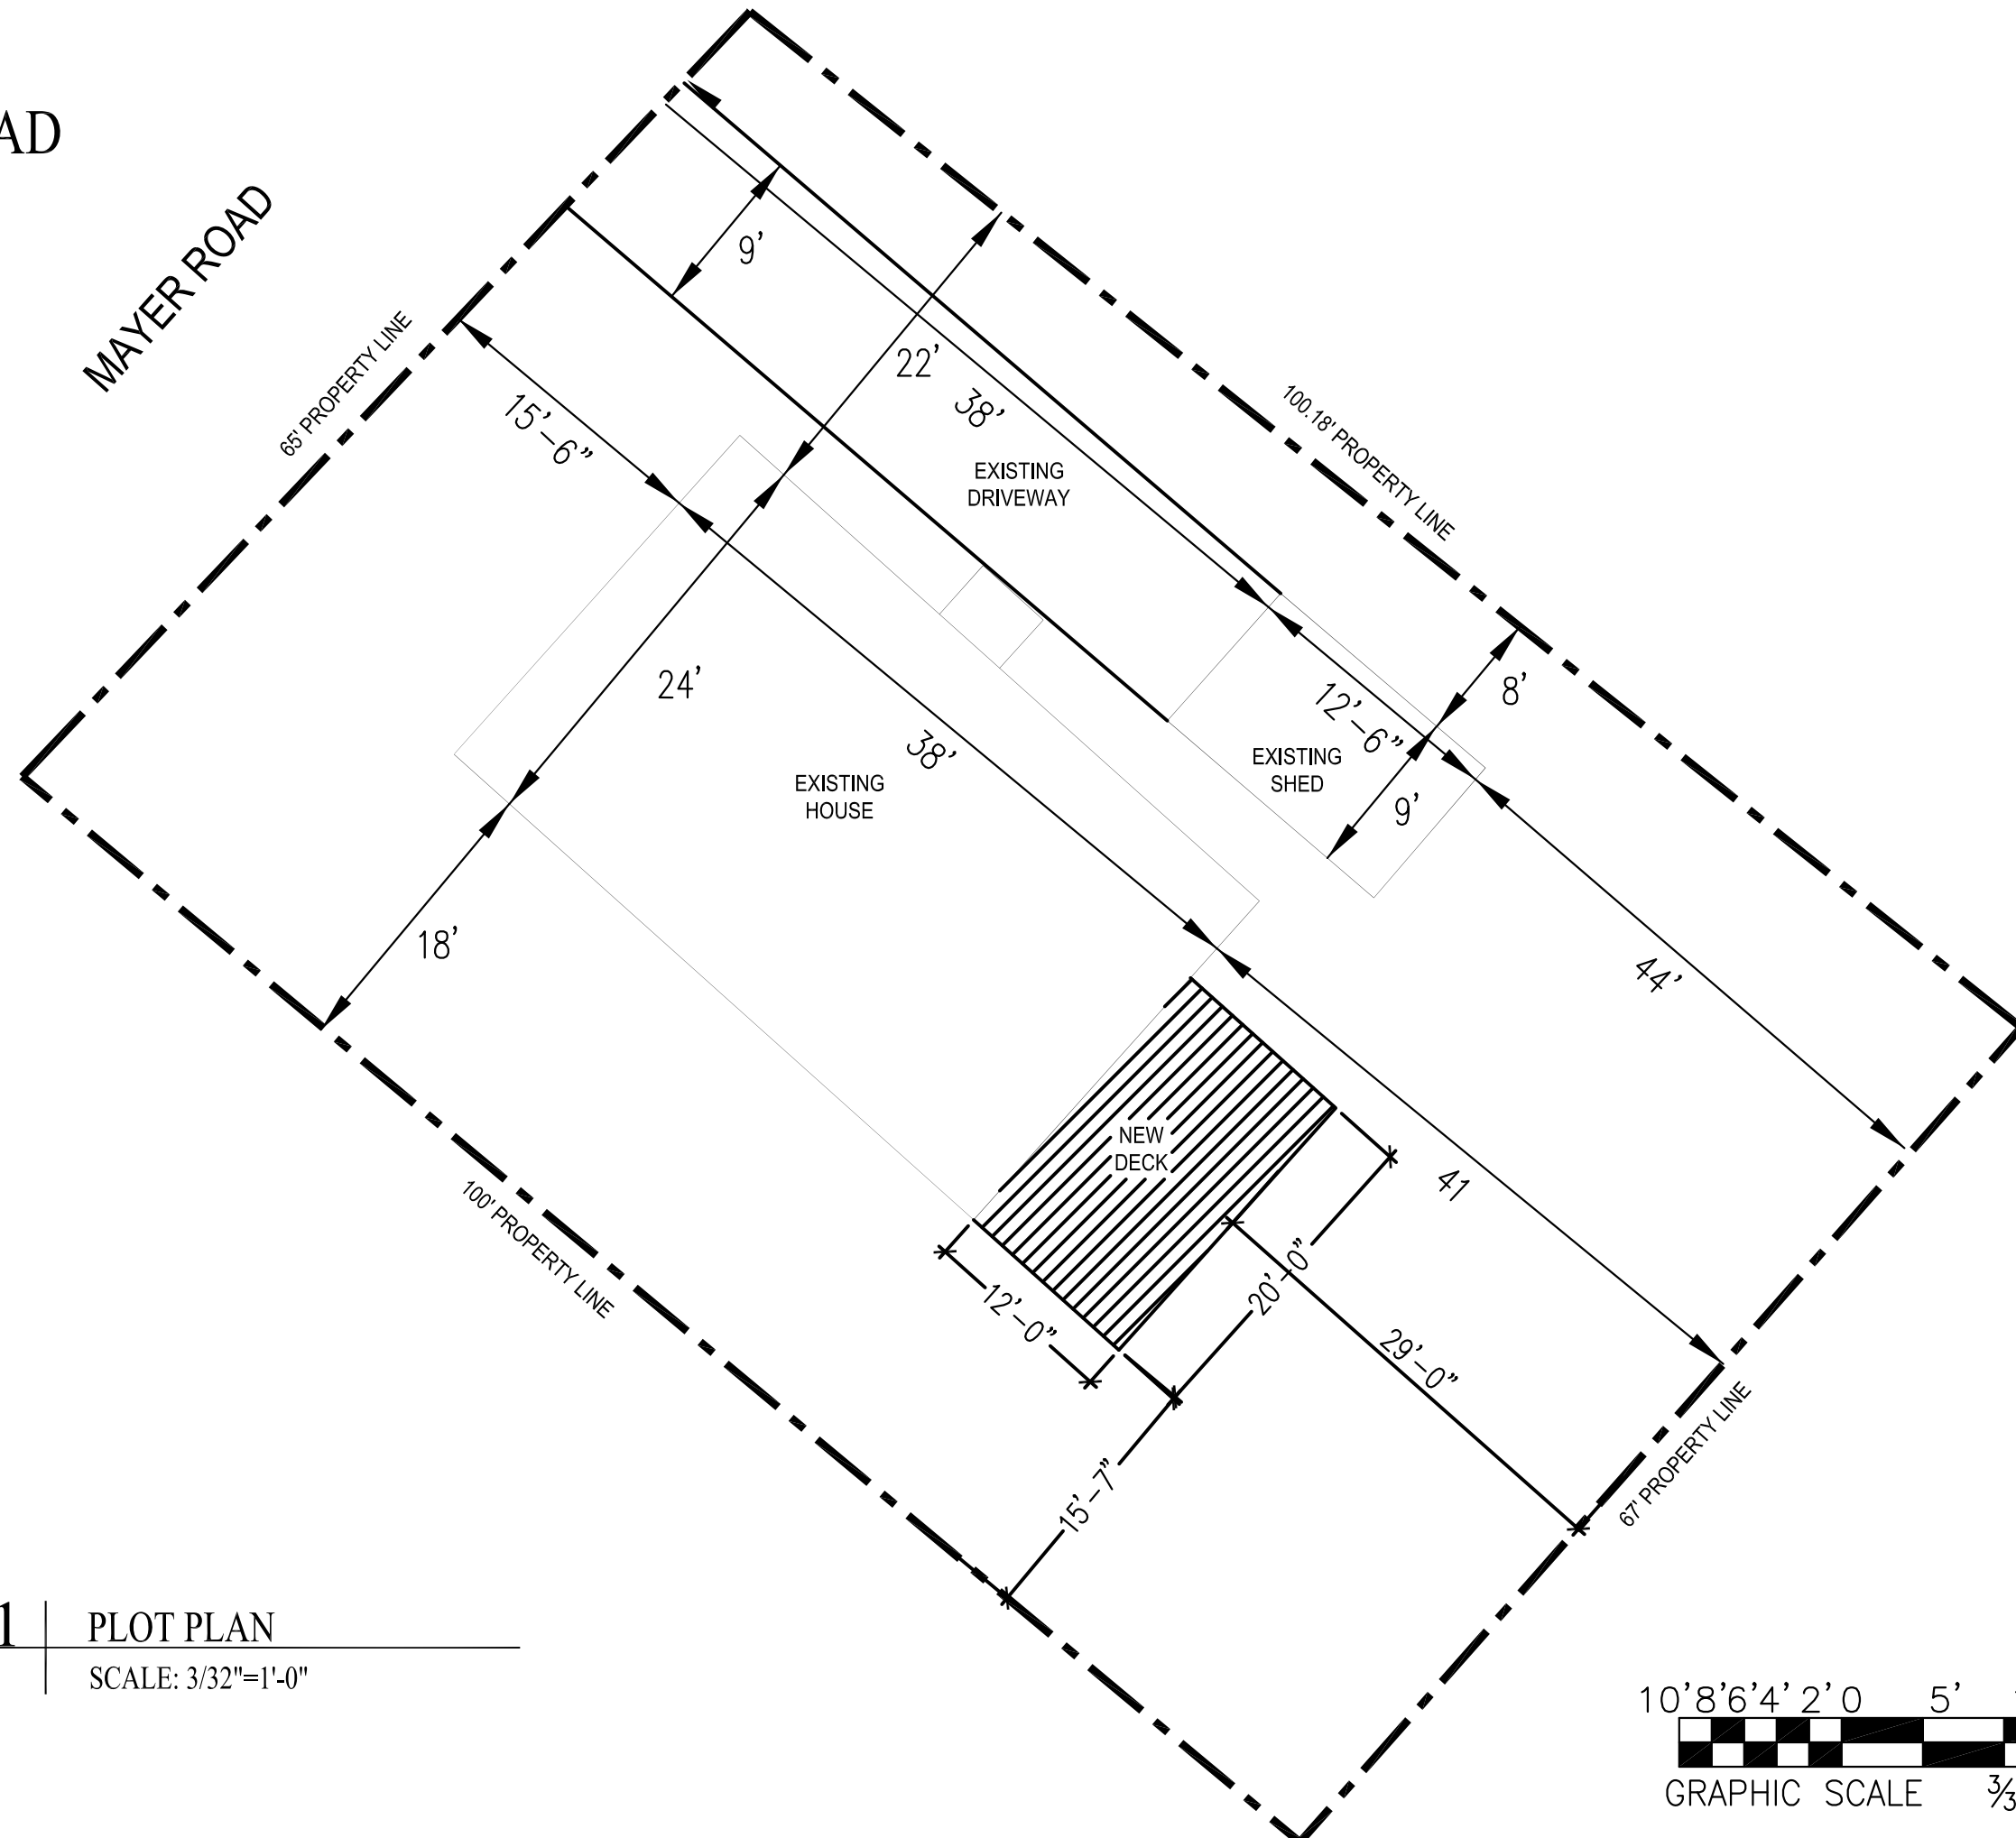 MAYER ROAD
65' PROPERTY LINE
9'
22'
38'
15'-6"
EXISTING
DRIVEWAY
100.18' PROPERTY LINE
24'
38'
EXISTING
HOUSE
12'-6"
8'
EXISTING
SHED
9'
18'
44'
NEW
DECK
41
100' PROPERTY LINE
12'-0"
20'-0"
29'-0"
15'-7"
67' PROPERTY LINE
1
PLOT PLAN
SCALE: 3/32"=1'-0"
10'8'6'4'2'0 5'
GRAPHIC SCALE